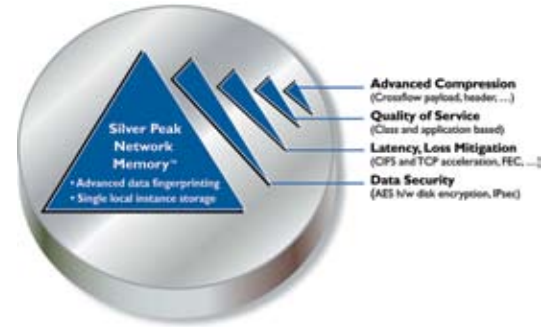 Silver Peak
Network
Memory™
• Advanced data fingerprinting
• Single local instance storage
Advanced Compression
(Crossflow payload, header, ...)
Quality of Service
(Class and application based)
Latency, Loss Mitigation
(CIFS and TCP acceleration, FEC, ...)
Data Security
(AES h/w disk encryption, IPsec)